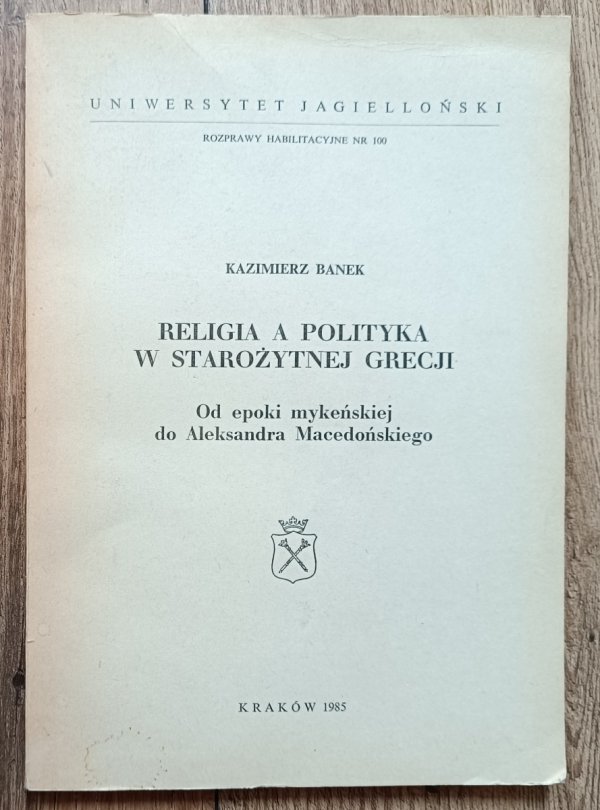 UNIWERSYTET JAGIELLOŃSKI
ROZPRAWY HABILITACYJNE NR 100
KAZIMIERZ BANEK
RELIGIA A POLITYKA
W STAROŻYTNEJ GRECJI
Od epoki mykeńskiej
do Aleksandra Macedońskiego
KRAKÓW 1985